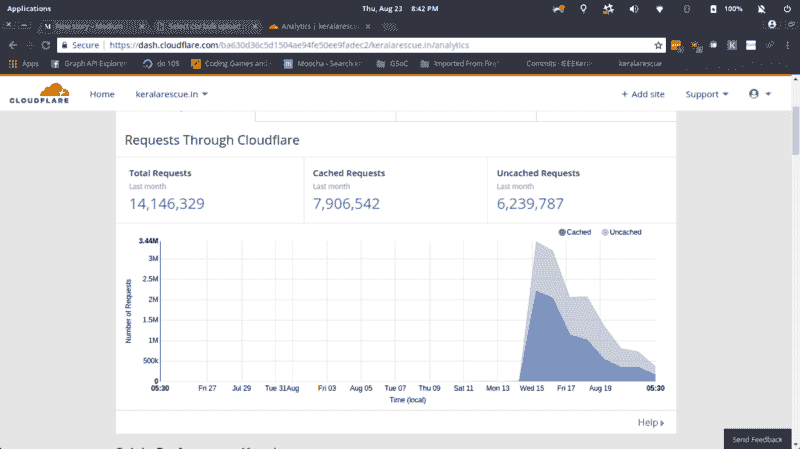 Applications
Thu, Aug 23 8:42 PM
100%
New story – Medium
Select csv bulk upload
Analytics | keralarescue
Secure | https://dash.cloudflare.com/ba630d36c5d1504ae94fe50ee9fadec2/keralarescue.in/analytics
Apps Graph API Explorer do 10$ Coding Games and Moocha - Search GSoC Imported From Firef Commits · IEEEKer keralarescue
CLOUDFLARE Home keralarescue.in + Add site Support
Requests Through Cloudflare
Total Requests Cached Requests Uncached Requests
Last month Last month Last month
14,146,329 7,906,542 6,239,787
Cached Uncached
3.44M
3M
2.5M
2M
1.5M
1M
500k
0
Number of Requests
05:30 Fri 27 Jul 29 Tue 31 Aug Fri 03 Aug 05 Tue 07 Thu 09 Sat 11 Mon 13 Wed 15 Fri 17 Aug 19 05:30
Time (local)
Help
Send Feedback